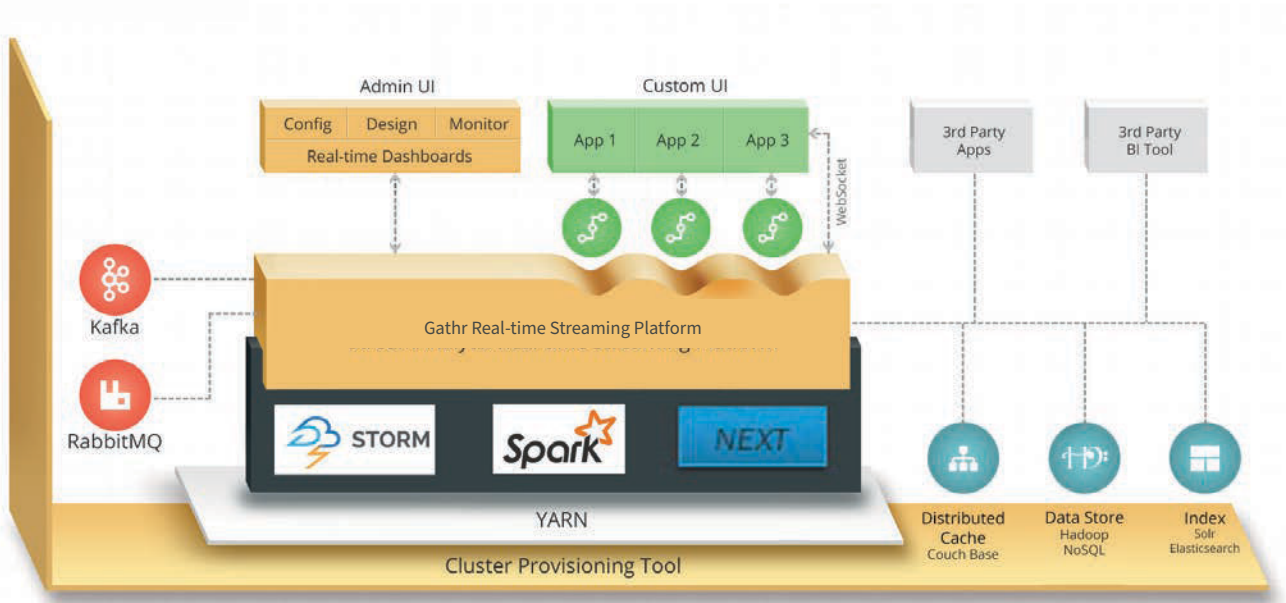 Admin UI
Config
Design
Monitor
Real-time Dashboards
Custom UI
App 1
App 2
App 3
WebSocket
3rd Party
Apps
3rd Party
BI Tool
Kafka
RabbitMQ
Gathr Real-time Streaming Platform
STORM
Spark
NEXT
YARN
Cluster Provisioning Tool
Distributed
Cache
Couch Base
Data Store
Hadoop
NoSQL
Index
Solr
Elasticsearch